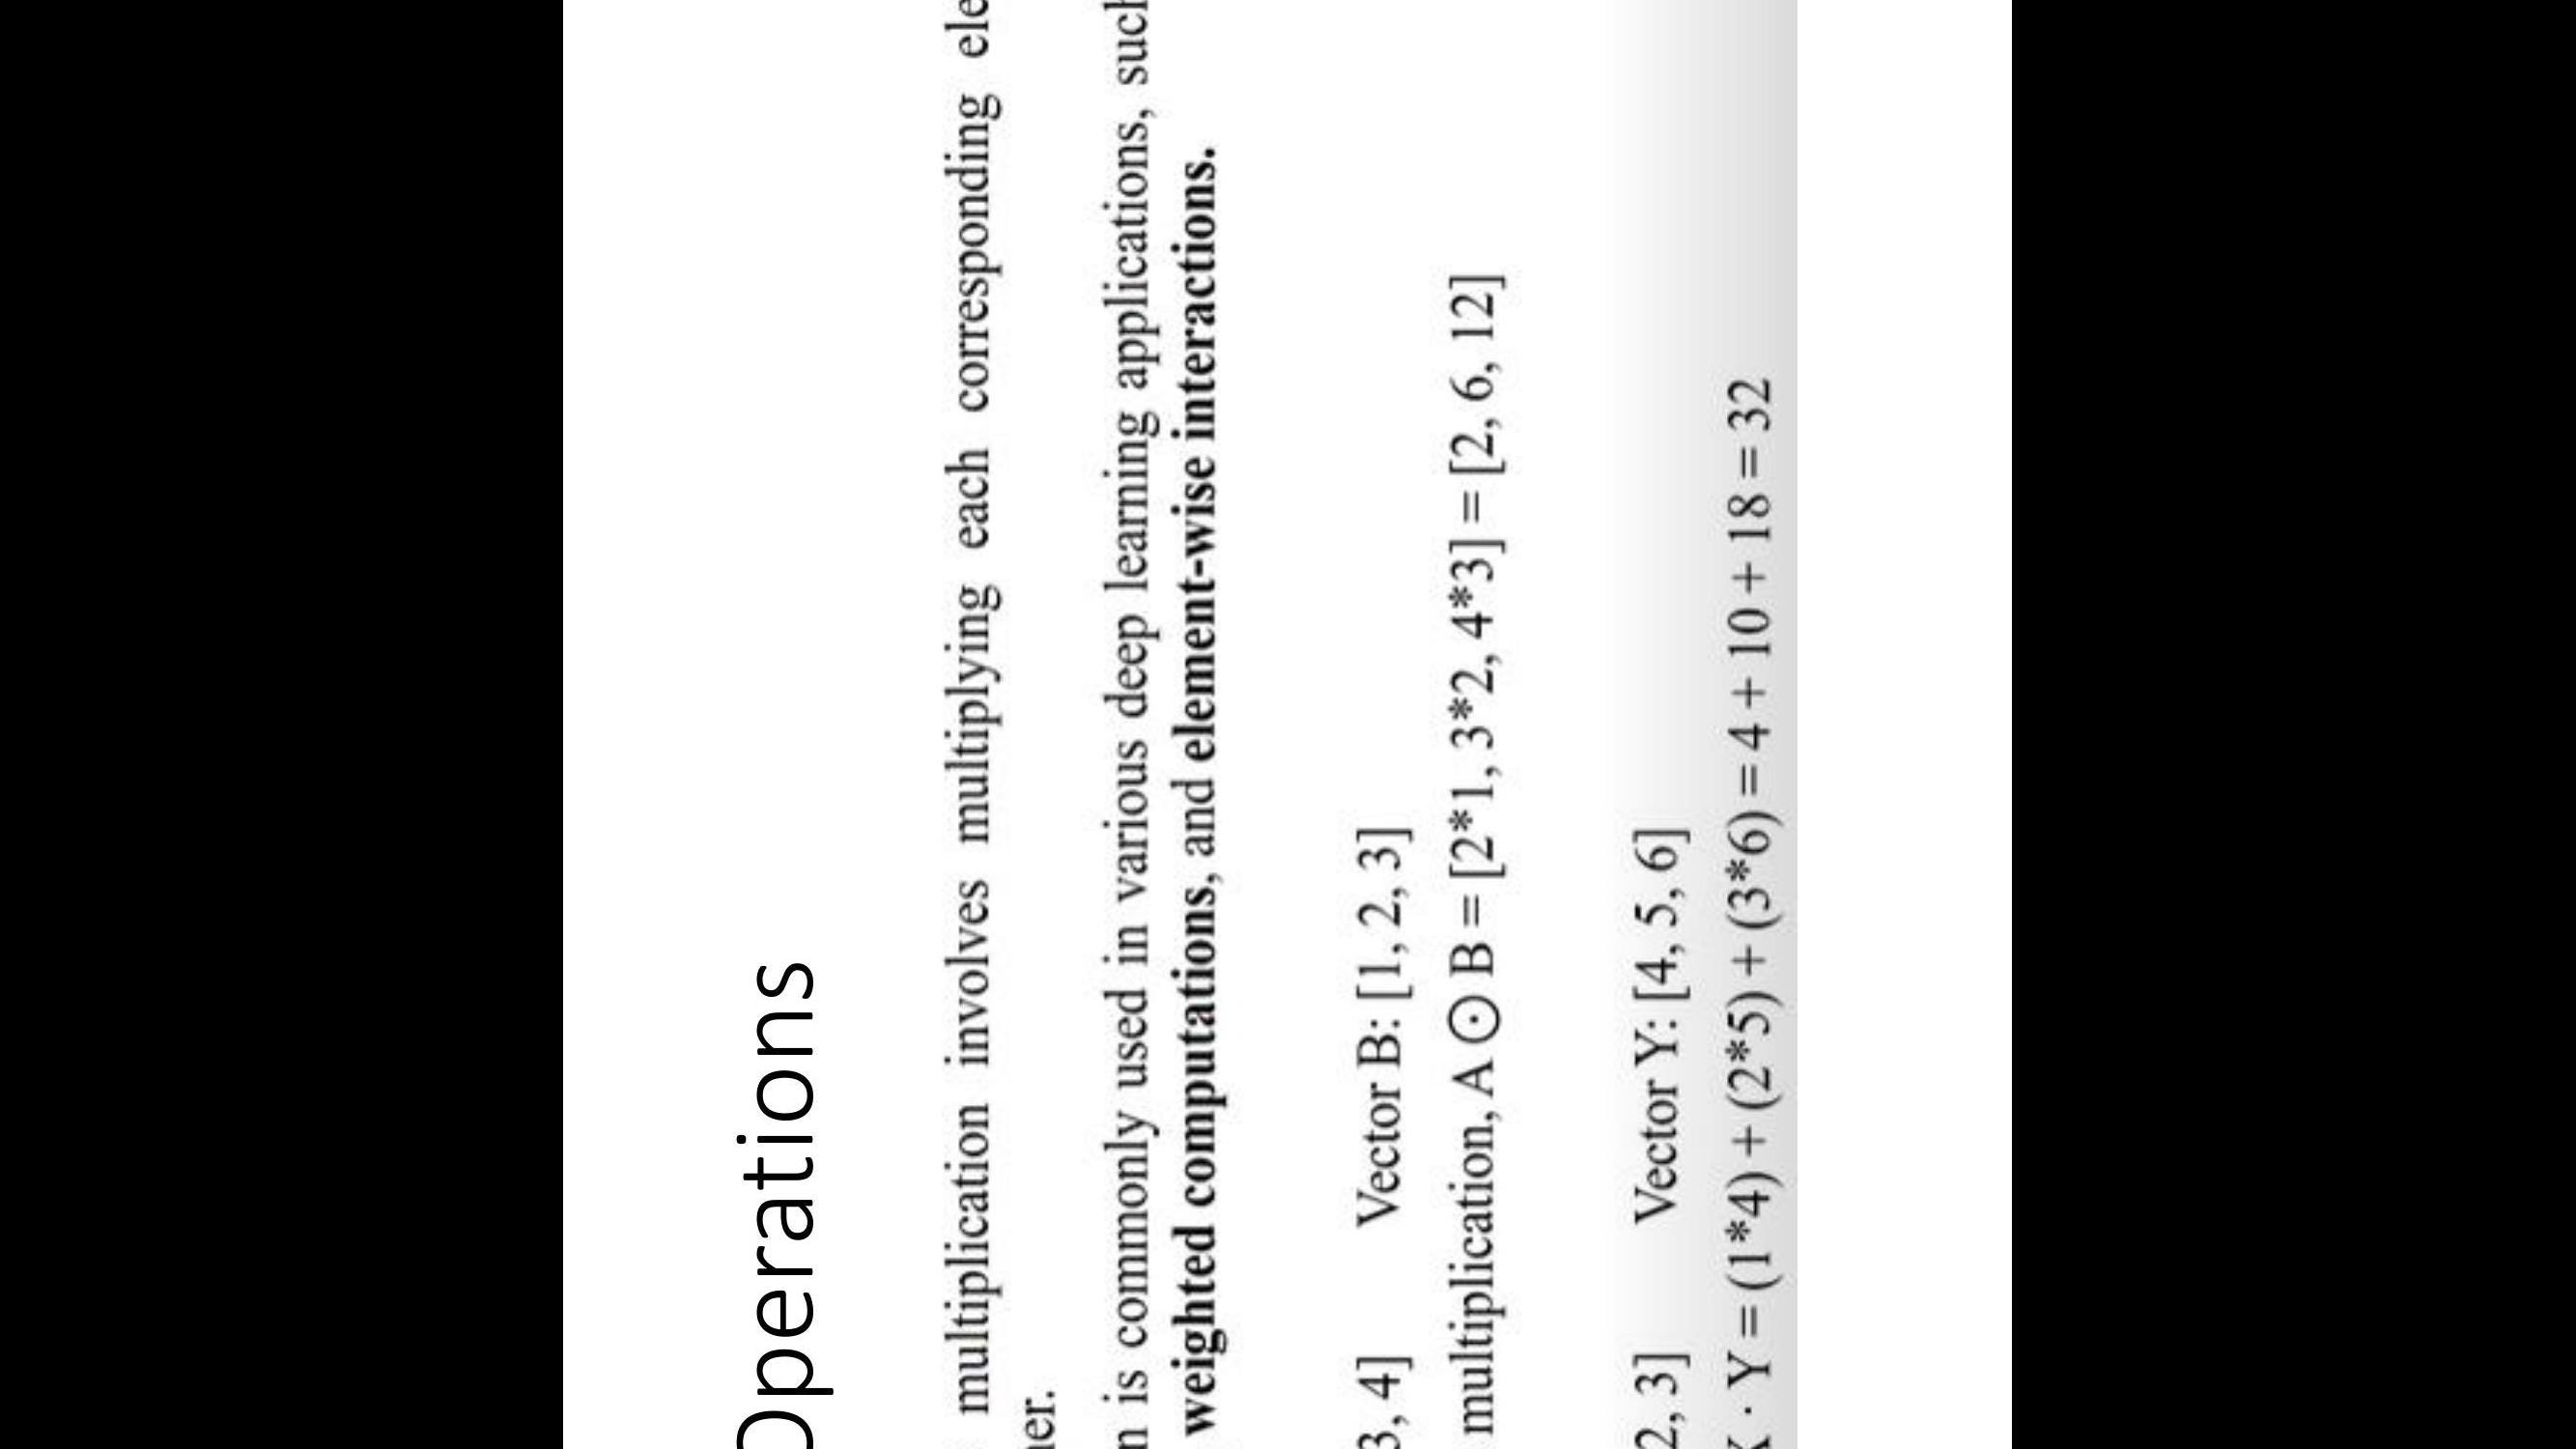 Operations
multiplication involves multiplying each corresponding ele
her.
n is commonly used in various deep learning applications, such
weighted computations, and element-wise interactions.
3, 4] Vector B: [1, 2, 3]
multiplication, A ⊙ B = [2*1, 3*2, 4*3] = [2, 6, 12]
2, 3] Vector Y: [4, 5, 6]
X · Y = (1*4) + (2*5) + (3*6) = 4 + 10 + 18 = 32